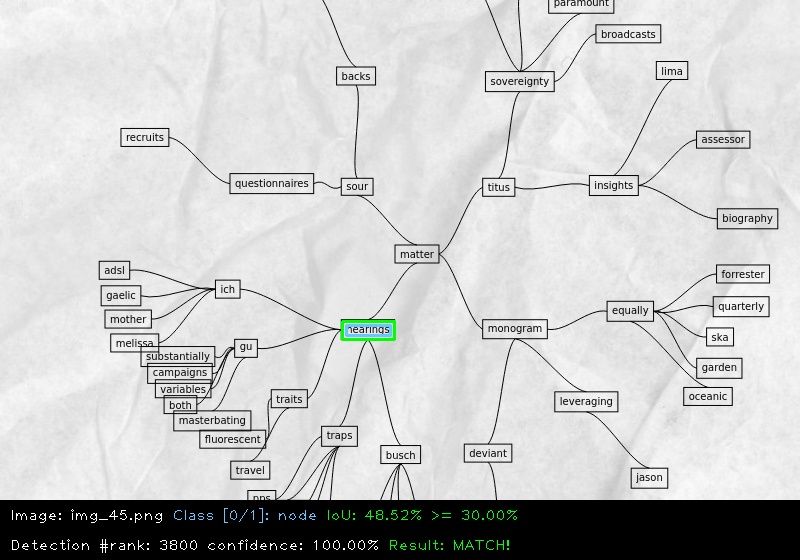 paramount
broadcasts
backs
sovereignty
lima
recruits
assessor
questionnaires
sour
titus
insights
biography
matter
adsl
ich
forrester
gaelic
equally
quarterly
mother
hearings
monogram
ska
melissa
gu
substantially
garden
campaigns
variables
oceanic
both
traits
leveraging
masterbating
fluorescent
traps
busch
deviant
travel
jason
pps
Image: img_45.png Class [0/1]: node IoU: 48.52% >= 30.00%
Detection #rank: 3800 confidence: 100.00% Result: MATCH!